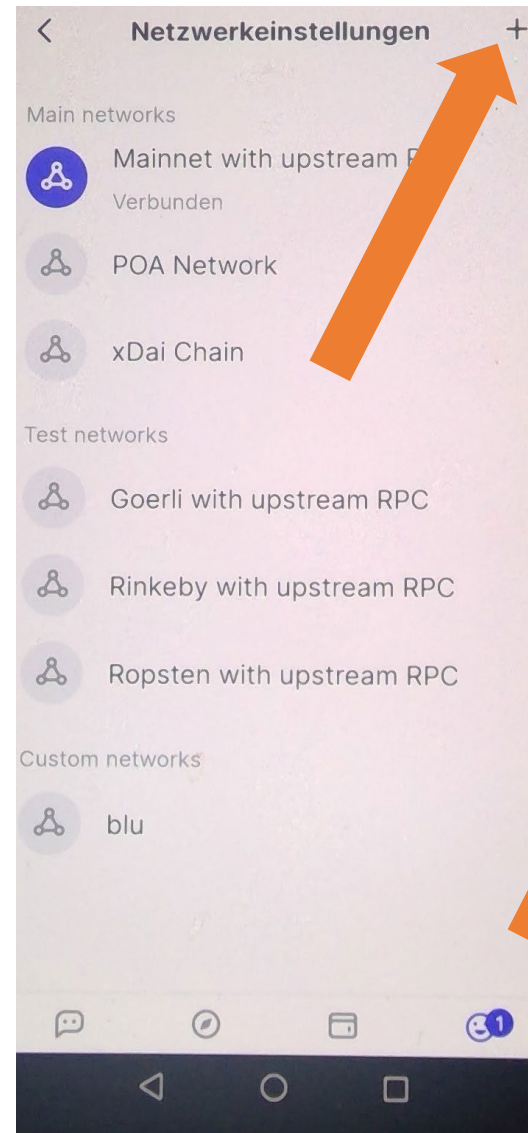 Netzwerkeinstellungen
Main networks
Mainnet with upstream
Verbunden
POA Network
xDai Chain
Test networks
Goerli with upstream RPC
Rinkeby with upstream RPC
Ropsten with upstream RPC
Custom networks
blu
1